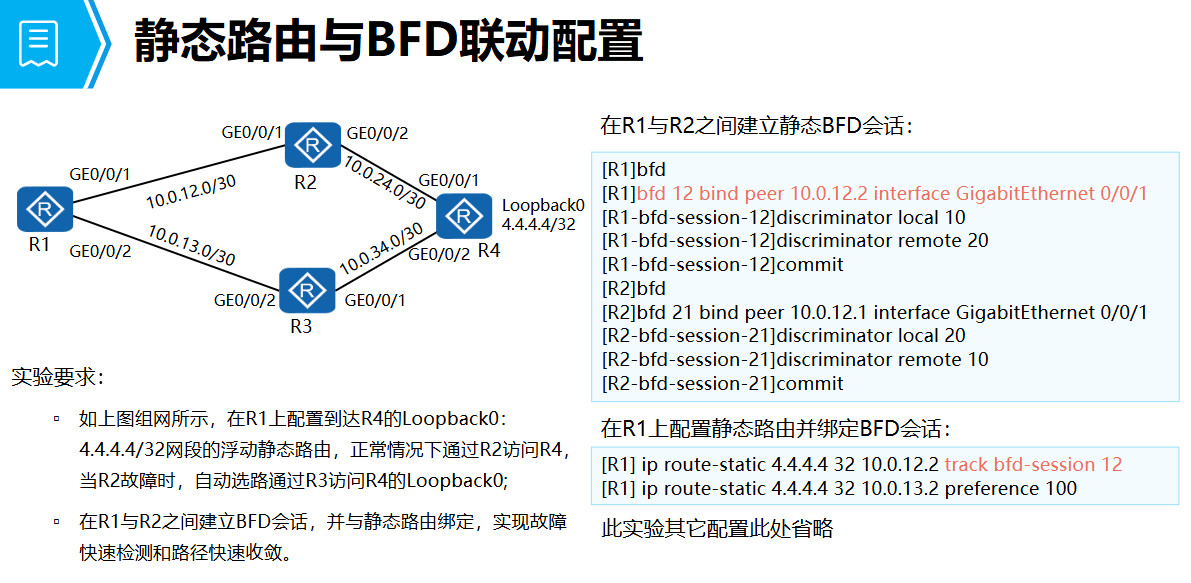 静态路由与BFD联动配置
GE0/0/1
GE0/0/2
R
R2
GE0/0/1
10.0.12.0/30
10.0.24.0/30
GE0/0/1
R
R1
R
R4
Loopback0
4.4.4.4/32
GE0/0/2
10.0.13.0/30
10.0.34.0/30
GE0/0/2
GE0/0/2
R
GE0/0/1
R3
实验要求：
▫ 如上图组网所示，在R1上配置到达R4的Loopback0：
4.4.4.4/32网段的浮动静态路由，正常情况下通过R2访问R4，
当R2故障时，自动选路通过R3访问R4的Loopback0;
▫ 在R1与R2之间建立BFD会话，并与静态路由绑定，实现故障
快速检测和路径快速收敛。
在R1与R2之间建立静态BFD会话：
[R1]bfd
[R1]bfd 12 bind peer 10.0.12.2 interface GigabitEthernet 0/0/1
[R1-bfd-session-12]discriminator local 10
[R1-bfd-session-12]discriminator remote 20
[R1-bfd-session-12]commit
[R2]bfd
[R2]bfd 21 bind peer 10.0.12.1 interface GigabitEthernet 0/0/1
[R2-bfd-session-21]discriminator local 20
[R2-bfd-session-21]discriminator remote 10
[R2-bfd-session-21]commit
在R1上配置静态路由并绑定BFD会话：
[R1] ip route-static 4.4.4.4 32 10.0.12.2 track bfd-session 12
[R1] ip route-static 4.4.4.4 32 10.0.13.2 preference 100
此实验其它配置此处省略